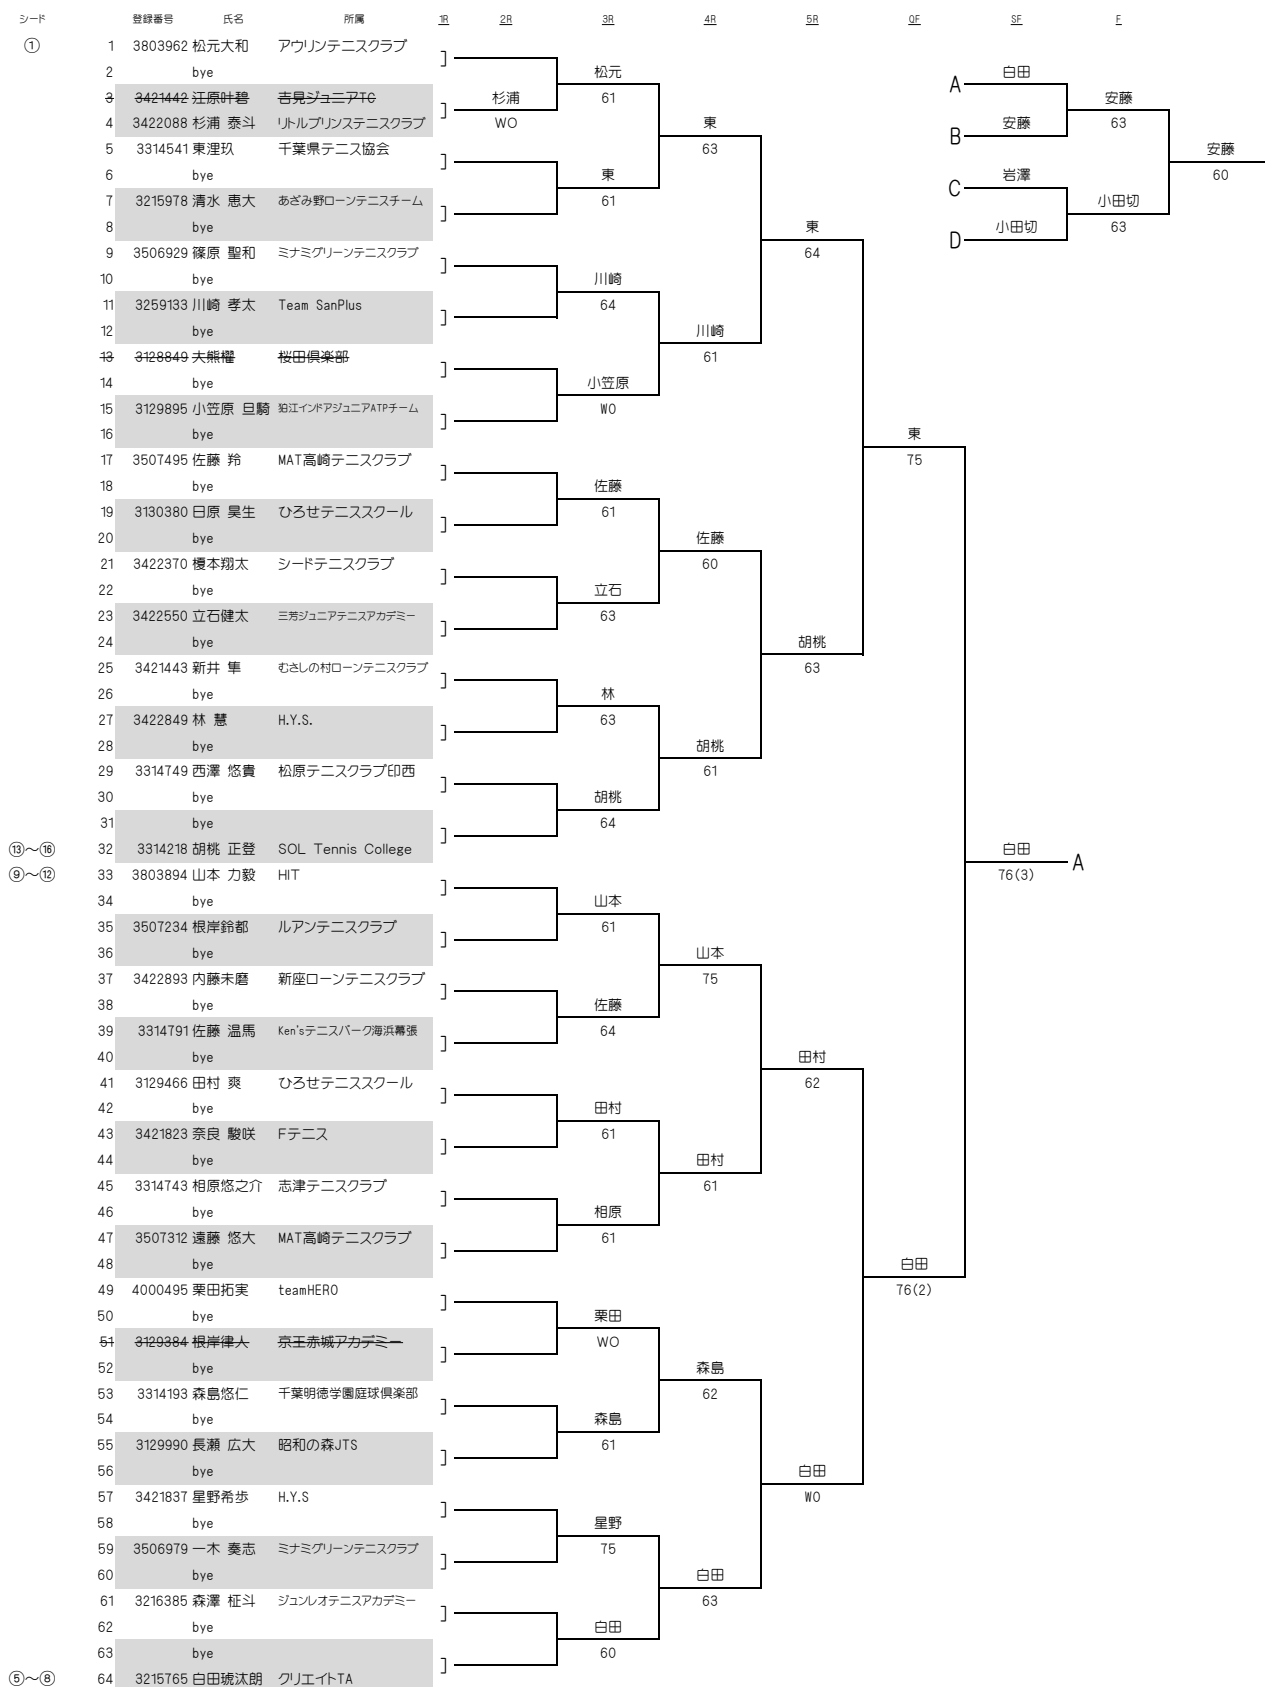 シード 登録番号 氏名 所属 1R 2R 3R 4R 5R QF SF F
① 1 3803962 松元大和 アウリンテニスクラブ ]
2 bye 松元 白田
3 3421442 江原叶碧 吉見ジュニアTC ] 杉浦 61 A 安藤
4 3422088 杉浦 泰斗 リトルプリンステニスクラブ WO 東 安藤 63
5 3314541 東浬玖 千葉県テニス協会 ] 63 B 安藤
6 bye 東 岩澤 60
7 3215978 清水 恵大 あざみ野ローンテニスチーム ] 61 C 小田切
8 bye 東 小田切 63
9 3506929 篠原 聖和 ミナミグリーンテニスクラブ ] 64 D
10 bye 川崎
11 3259133 川崎 孝太 Team SanPlus ] 64
12 bye 川崎
13 3128849 大熊櫂 桜田倶楽部 ] 61
14 bye 小笠原
15 3129895 小笠原 旦騎 狛江インドアジュニアATPチーム ] WO
16 bye 東
17 3507495 佐藤 羚 MAT高崎テニスクラブ ] 75
18 bye 佐藤
19 3130380 日原 昊生 ひろせテニススクール ] 61
20 bye 佐藤
21 3422370 榎本翔太 シードテニスクラブ ] 60
22 bye 立石
23 3422550 立石健太 三芳ジュニアテニスアカデミー ] 63
24 bye 胡桃
25 3421443 新井 隼 むさしの村ローンテニスクラブ ] 63
26 bye 林
27 3422849 林 慧 H.Y.S. ] 63
28 bye 胡桃
29 3314749 西澤 悠貴 松原テニスクラブ印西 ] 61
30 bye 胡桃
31 bye ] 64
⑬～⑯ 32 3314218 胡桃 正登 SOL Tennis College 白田
⑨～⑫ 33 3803894 山本 力毅 HIT ] 76(3) A
34 bye 山本
35 3507234 根岸鈴都 ルアンテニスクラブ ] 61
36 bye 山本
37 3422893 内藤未磨 新座ローンテニスクラブ ] 75
38 bye 佐藤
39 3314791 佐藤 温馬 Ken'sテニスパーク海浜幕張 ] 64
40 bye 田村
41 3129466 田村 爽 ひろせテニススクール ] 62
42 bye 田村
43 3421823 奈良 駿咲 Fテニス ] 61
44 bye 田村
45 3314743 相原悠之介 志津テニスクラブ ] 61
46 bye 相原
47 3507312 遠藤 悠大 MAT高崎テニスクラブ ] 61
48 bye 白田
49 4000495 栗田拓実 teamHERO ] 76(2)
50 bye 栗田
51 3129384 根岸律人 京王赤城アカデミー ] WO
52 bye 森島
53 3314193 森島悠仁 千葉明徳学園庭球倶楽部 ] 62
54 bye 森島
55 3129990 長瀬 広大 昭和の森JTS ] 61
56 bye 白田
57 3421837 星野希歩 H.Y.S ] WO
58 bye 星野
59 3506979 一木 奏志 ミナミグリーンテニスクラブ ] 75
60 bye 白田
61 3216385 森澤 柾斗 ジュンレオテニスアカデミー ] 63
62 bye 白田
63 bye ] 60
⑤～⑧ 64 3215765 白田琥汰朗 クリエイトTA